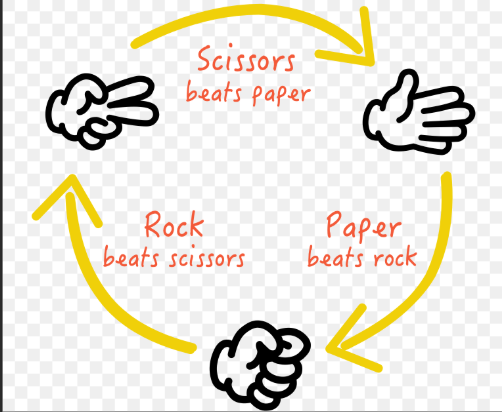 Scissors
beats paper
Rock
beats scissors
Paper
beats rock